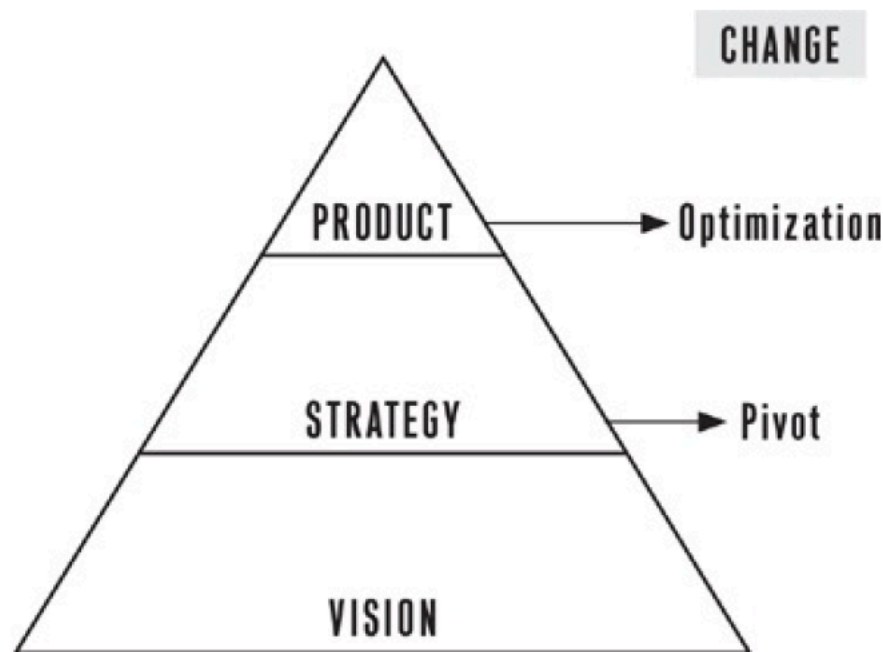 CHANGE
PRODUCT
Optimization
STRATEGY
Pivot
VISION